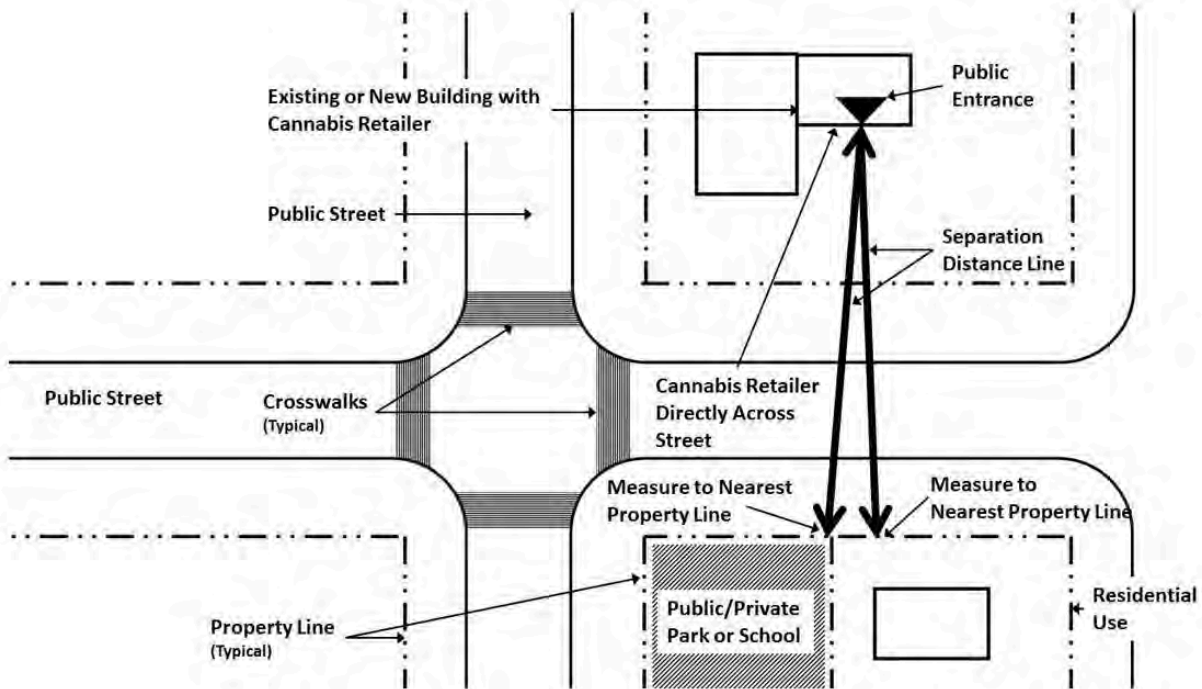 Existing or New Building with
Cannabis Retailer
Public
Entrance
Public Street
Separation
Distance Line
Public Street
Crosswalks
(Typical)
Cannabis Retailer
Directly Across
Street
Measure to Nearest
Property Line
Measure to
Nearest Property Line
Public/Private
Park or School
Residential
Use
Property Line
(Typical)